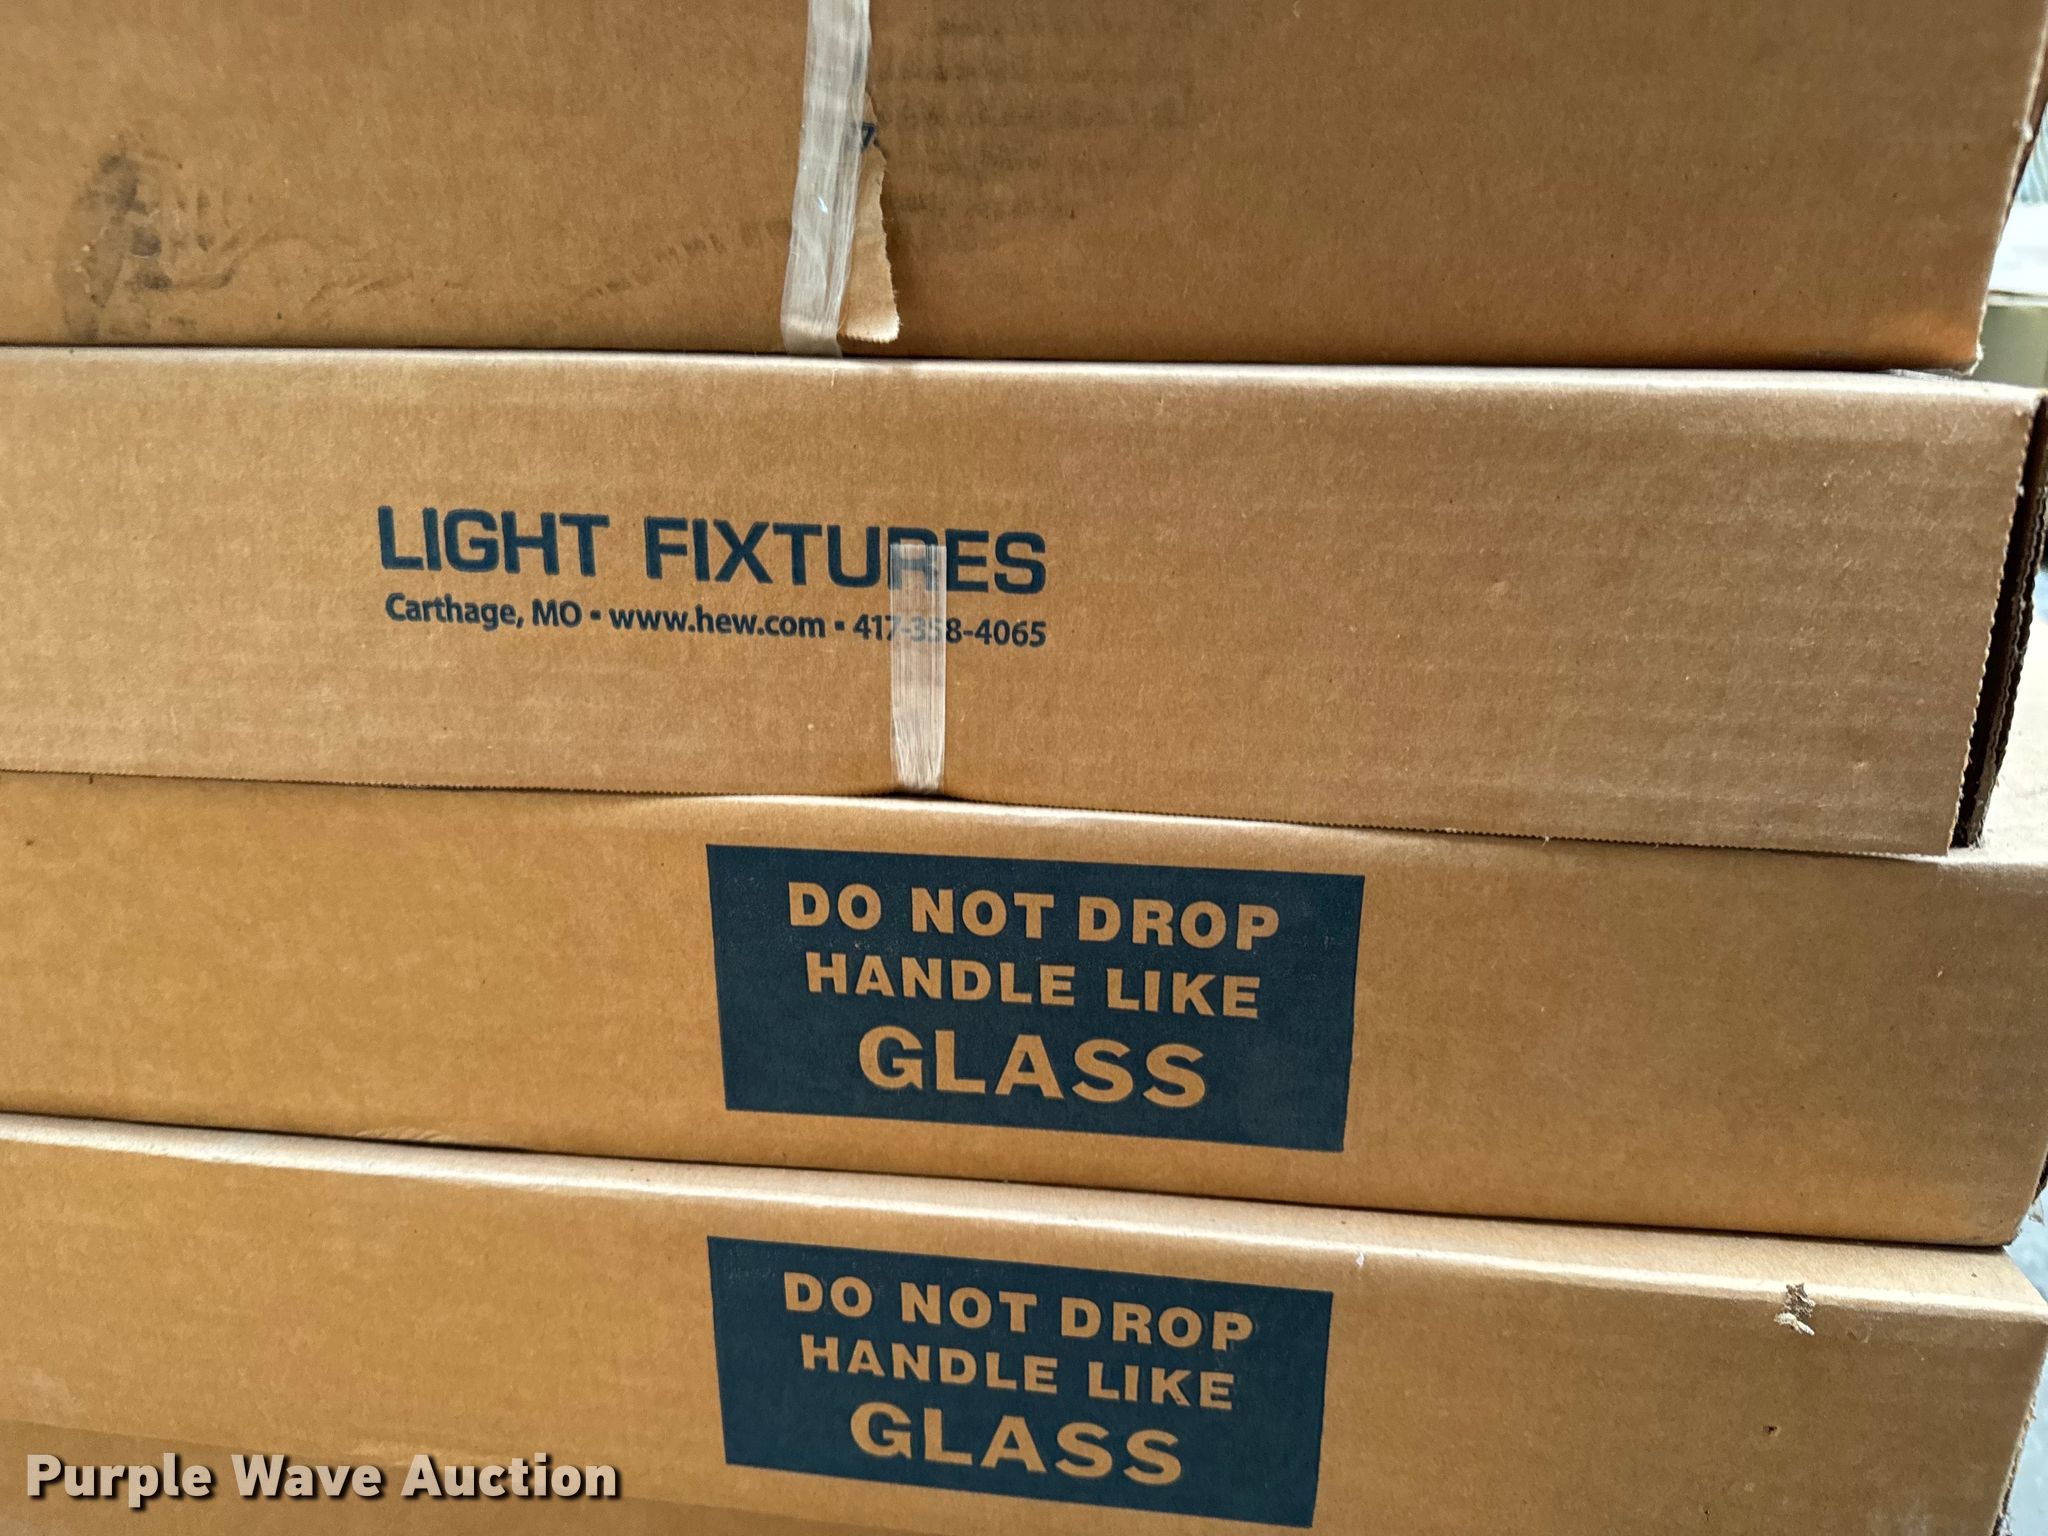 LIGHT FIXTURES
Carthage, MO ▪ www.hew.com ▪ 417-358-4065
DO NOT DROP
HANDLE LIKE
GLASS
DO NOT DROP
HANDLE LIKE
GLASS
Purple Wave Auction